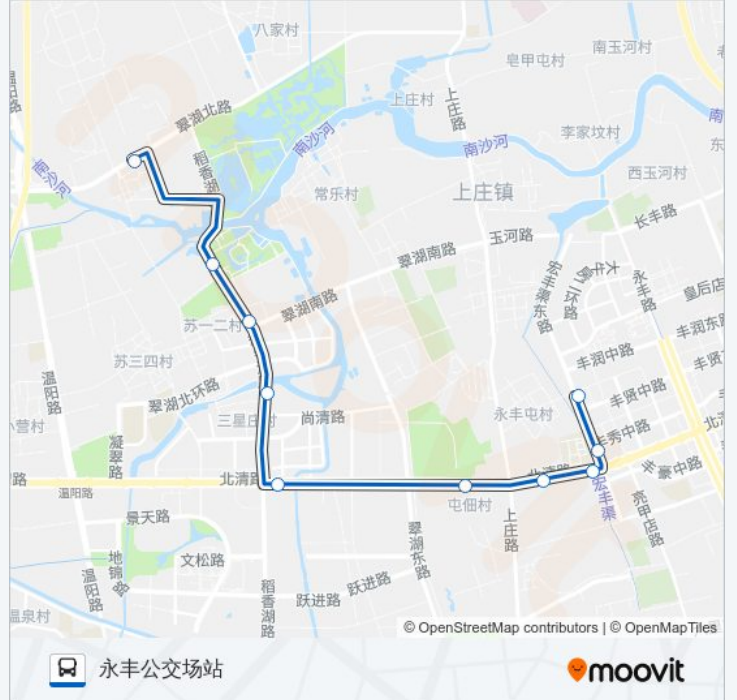 八家村
南玉河村
皂甲屯村
上庄村
上庄路
翠湖北路
南沙河
南沙河
李家坟村
南沙河
稻香湖
常乐村
上庄镇
西玉河村
长丰路
玉河路
翠湖南路
宏丰渠东路
永丰路
皇后店
翠湖南路
苏一二村
丰润东路
苏三四村
丰润中路
丰贤
翠湖北环路
温阳路
丰贤中路
三星庄村
尚清路
永丰屯村
小营村
凝翠路
丰秀中路
北清路
北清路
路
温阳路
屯佃村
丰豪中路
宏丰渠
亮甲店路
景天路
上庄路
翠湖东路
文松路
地锦路
温阳路
跃进路
稻香湖路
跃进路
温泉村
© OpenStreetMap contributors | © OpenMapTiles
永丰公交场站
moovit